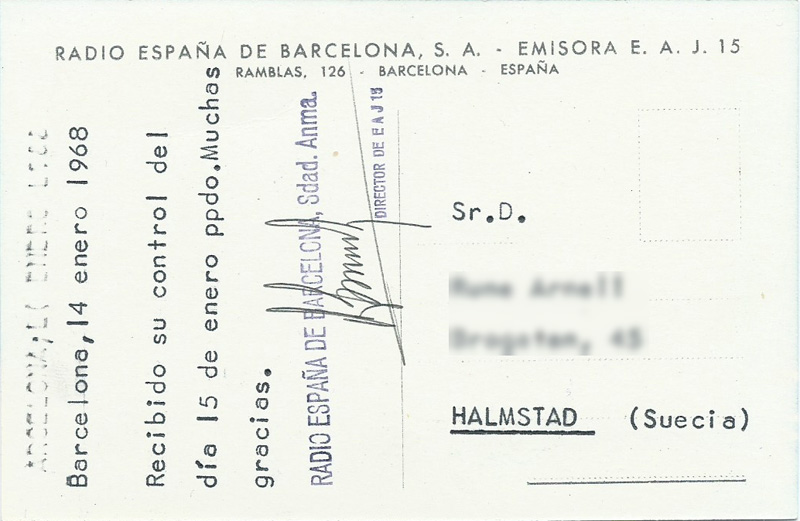 RADIO ESPAÑA DE BARCELONA, S. A. - EMISORA E. A. J. 15
RAMBLAS, 126 - BARCELONA - ESPAÑA
Barcelona,14 enero 1968
Recibido su control del
día 15 de enero ppdo.Muchas
gracias.
RADIO ESPAÑA DE BARCELONA, Sdad. Anma.
DIRECTOR DE EAJ 15
Sr.D.
HALMSTAD (Suecia)